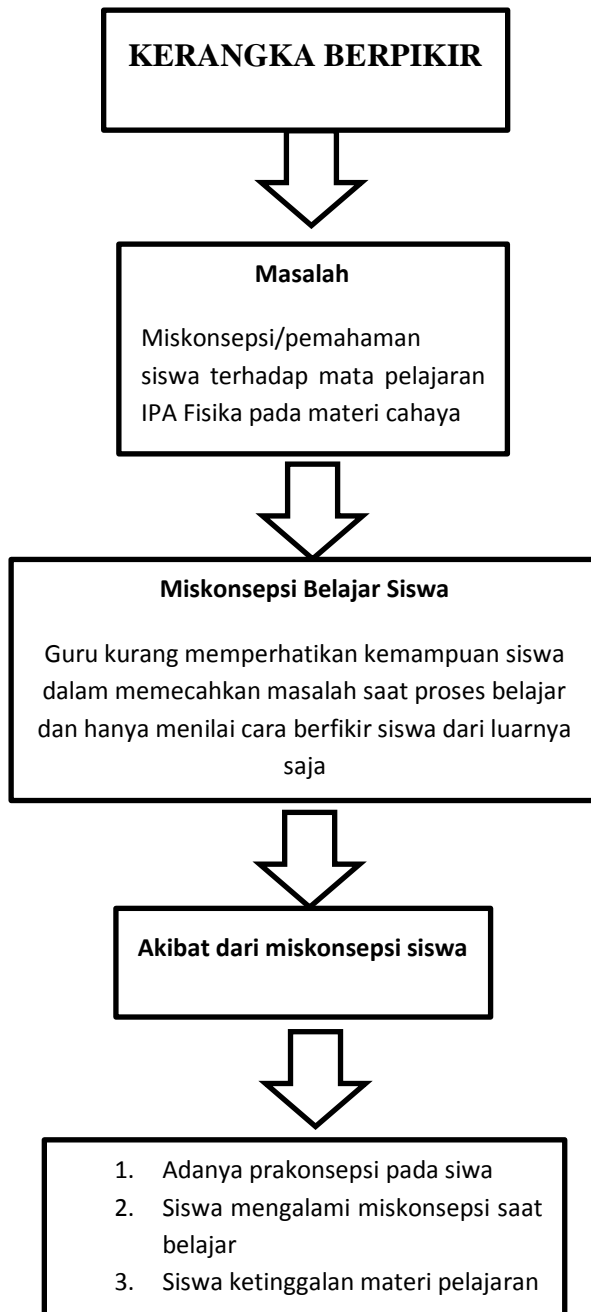 KERANGKA BERPIKIR
Masalah
Miskonsepsi/pemahaman
siswa terhadap mata pelajaran
IPA Fisika pada materi cahaya
Miskonsepsi Belajar Siswa
Guru kurang memperhatikan kemampuan siswa
dalam memecahkan masalah saat proses belajar
dan hanya menilai cara berfikir siswa dari luarnya
saja
Akibat dari miskonsepsi siswa
1. Adanya prakonsepsi pada siwa
2. Siswa mengalami miskonsepsi saat
belajar
3. Siswa ketinggalan materi pelajaran